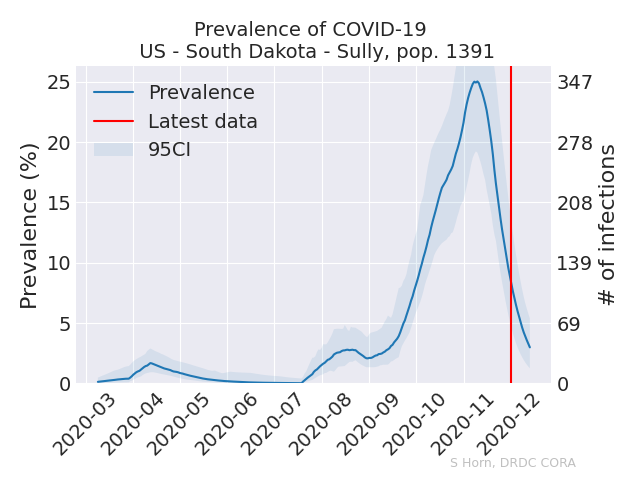 Prevalence of COVID-19
US - South Dakota - Sully, pop. 1391
Prevalence (%)
25
20
15
10
5
0
Prevalence
Latest data
95CI
347
278
208
139
69
0
# of infections
2020-03
2020-04
2020-05
2020-06
2020-07
2020-08
2020-09
2020-10
2020-11
2020-12
S Horn, DRDC CORA